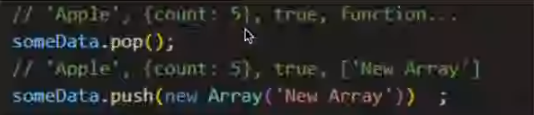 // 'Apple', {count: 5}, true, function...
someData.pop();
// 'Apple', {count: 5}, true, ['New Array']
someData.push(new Array('New Array'))  ;